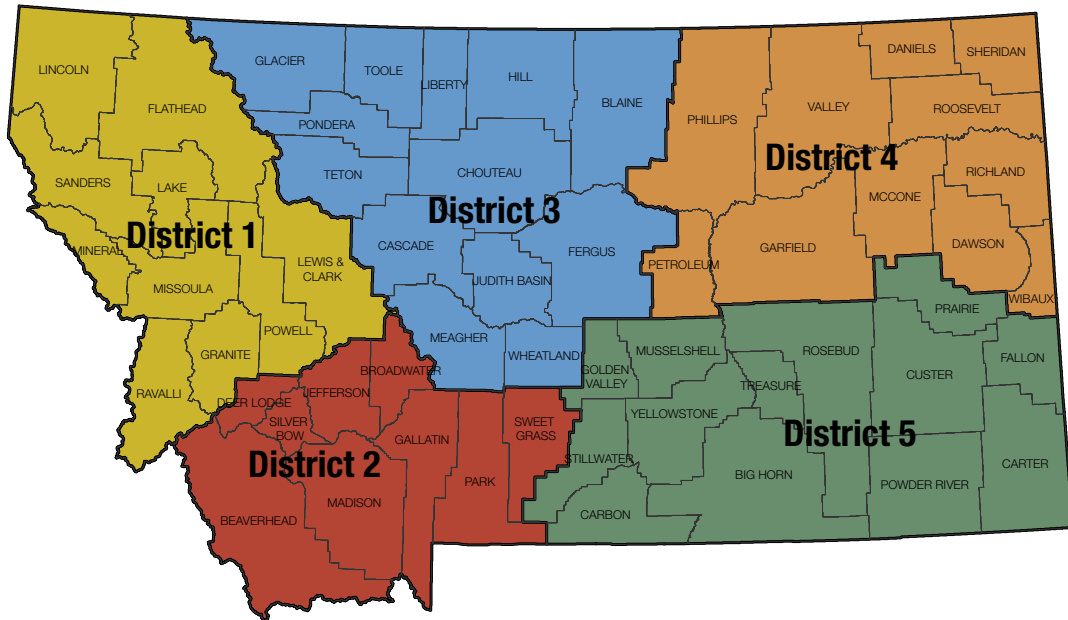 LINCOLN
FLATHEAD
SANDERS
LAKE
MINERAL
District 1
MISSOULA
LEWIS &
CLARK
POWELL
GRANITE
RAVALLI
GLACIER
TOOLE
LIBERTY
HILL
BLAINE
PONDERA
TETON
CHOUTEAU
District 3
CASCADE
JUDITH BASIN
FERGUS
MEAGHER
WHEATLAND
PHILLIPS
VALLEY
DANIELS
SHERIDAN
ROOSEVELT
District 4
RICHLAND
MCCONE
GARFIELD
DAWSON
PETROLEUM
WIBAUX
BROADWATER
JEFFERSON
DEER LODGE
SILVER
BOW
GALLATIN
SWEET
GRASS
District 2
PARK
MADISON
BEAVERHEAD
PRAIRIE
GOLDEN
VALLEY
MUSSELSHELL
ROSEBUD
TREASURE
CUSTER
FALLON
YELLOWSTONE
District 5
STILLWATER
BIG HORN
POWDER RIVER
CARTER
CARBON